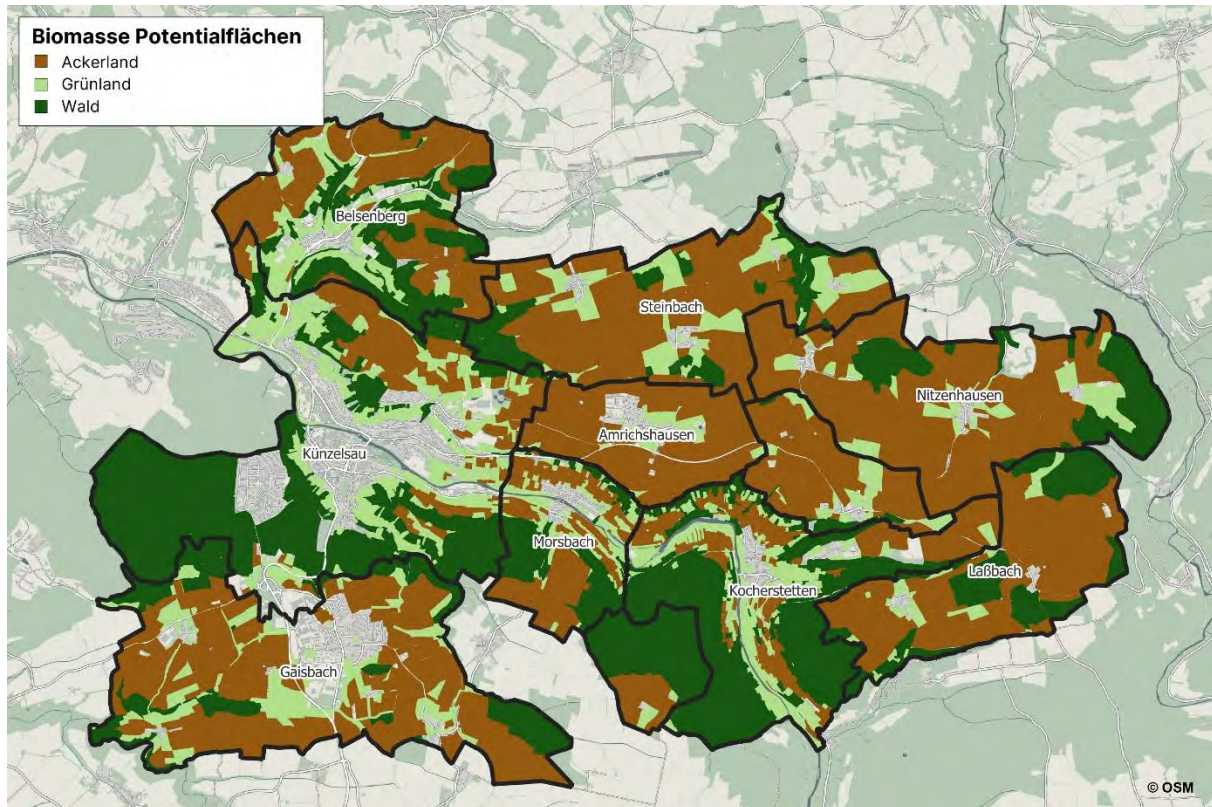 Biomasse Potentialflächen
Ackerland
Grünland
Wald
Belsenberg
Steinbach
Nitzenhausen
Amrichshausen
Künzelsau
Morsbach
Laßbach
Kocherstetten
Gaisbach
© OSM